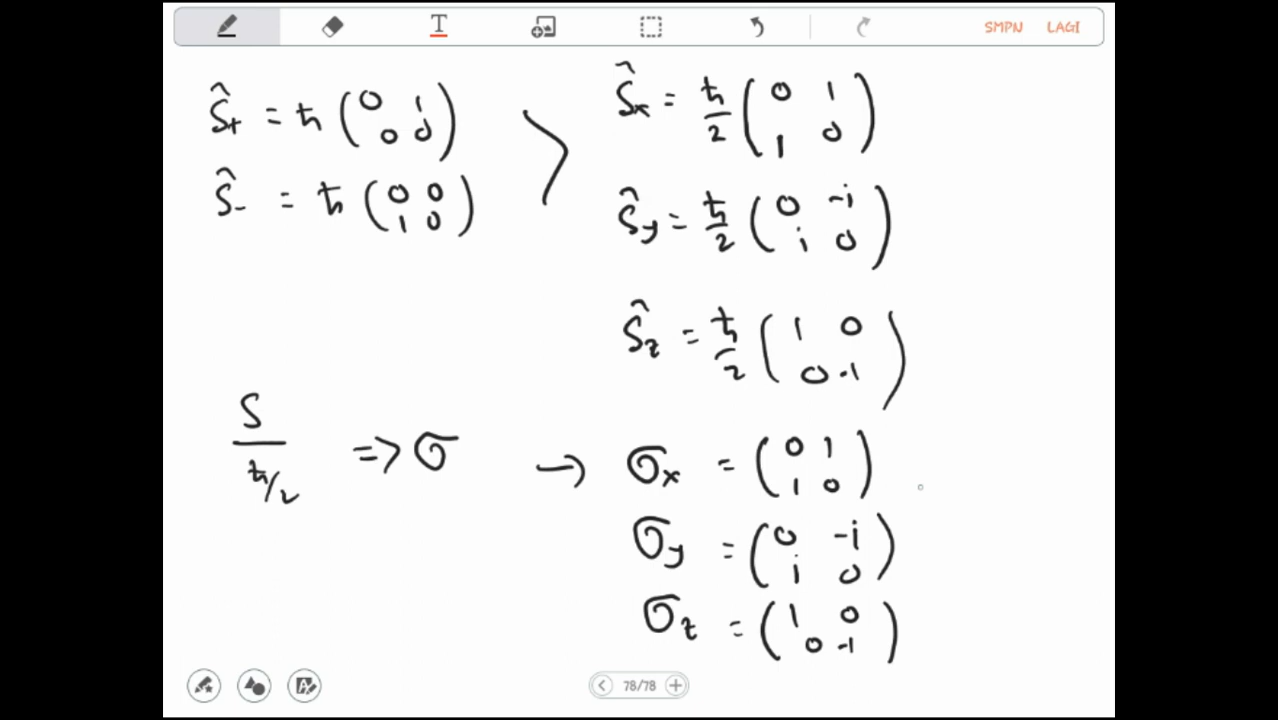 T SMPN LAGI
Ŝ+ = ħ (0 1
0 0)
Ŝ- = ħ (0 0
1 0)
Ŝx = ħ/2 (0 1
1 0)
Ŝy = ħ/2 (0 -i
i 0)
Ŝz = ħ/2 (1 0
0 -1)
S
ħ/2 => σ → σx = (0 1
1 0)
σy = (0 -i
i 0)
σz = (1 0
0 -1)
78/78